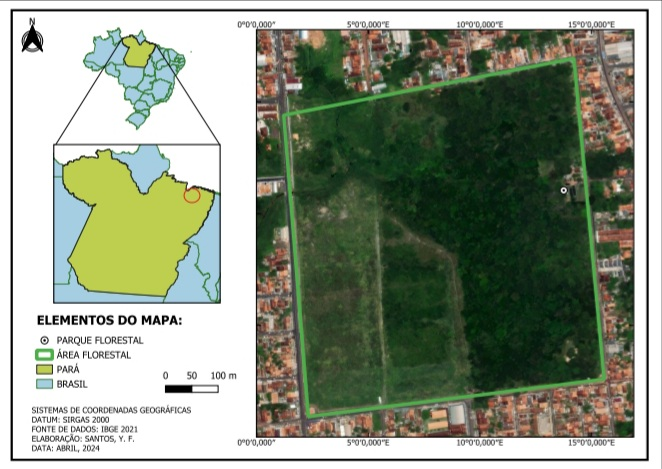 N
0°0'0,000"
5°0'0,000"E
10°0'0,000"E
15°0'0,000"E
ELEMENTOS DO MAPA:
PARQUE FLORESTAL
ÁREA FLORESTAL
PARÁ
BRASIL
0 50 100 m
SISTEMAS DE COORDENADAS GEOGRÁFICAS
DATUM: SIRGAS 2000
FONTE DE DADOS: IBGE 2021
ELABORAÇÃO: SANTOS, Y. F.
DATA: ABRIL, 2024
0°0'0,000"
5°0'0,000"E
10°0'0,000"E
15°0'0,000"E